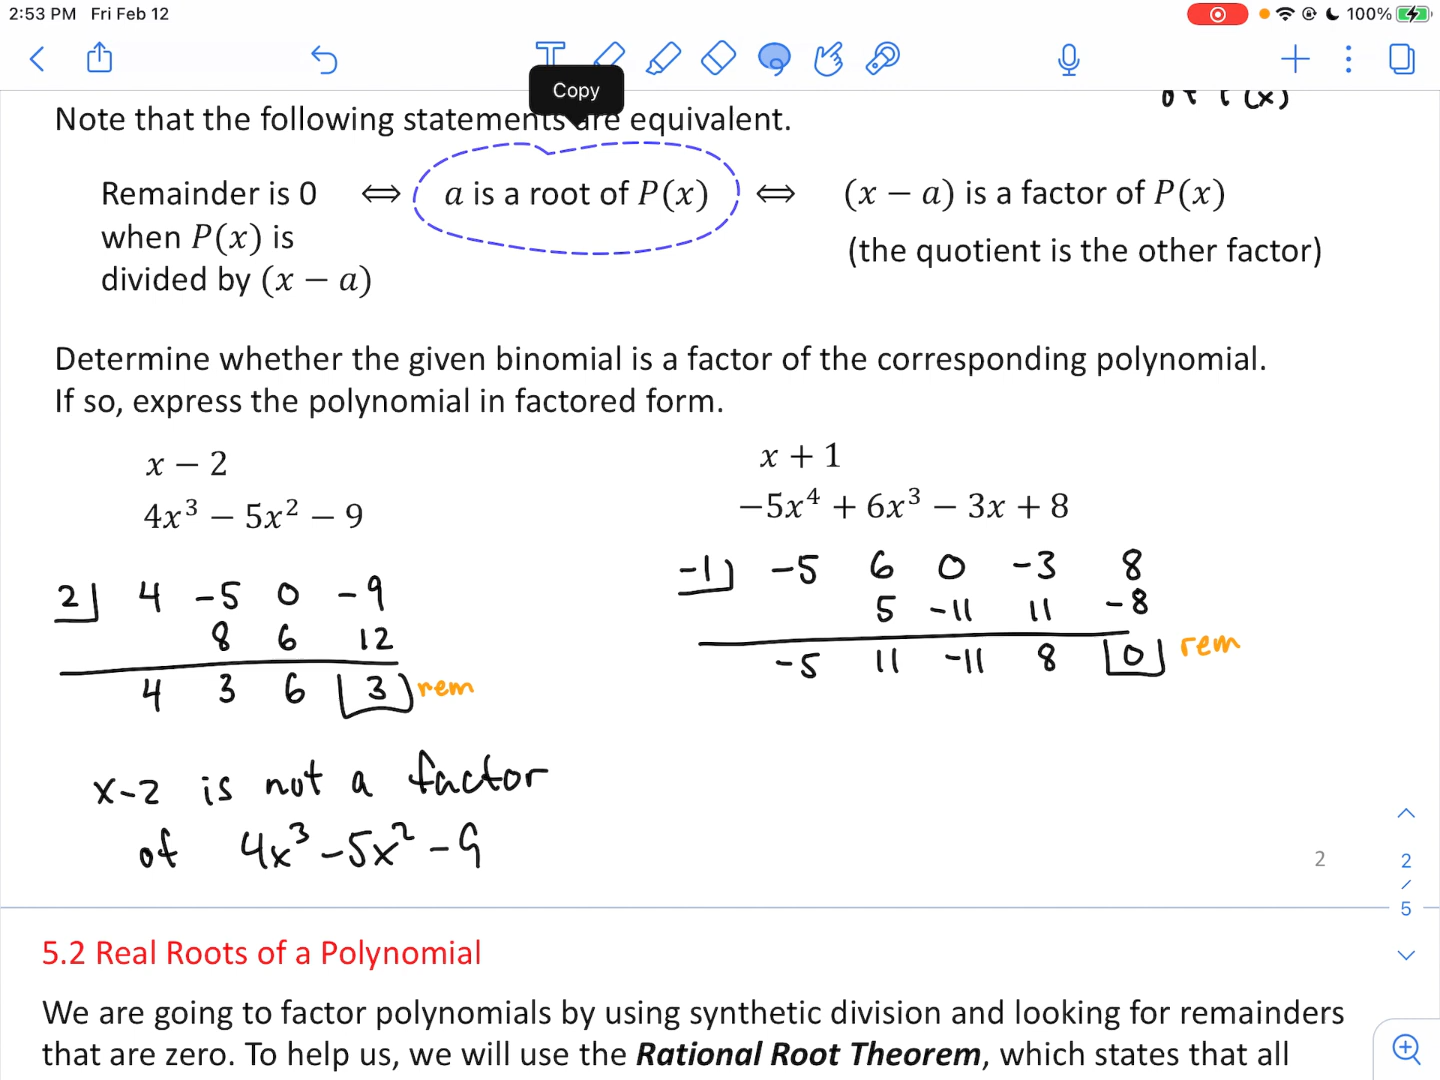 2:53 PM Fri Feb 12 100%
Copy
of P(x)
Note that the following statements are equivalent.
Remainder is 0 ⟺ a is a root of P(x) ⟺ (x − a) is a factor of P(x)
when P(x) is
(the quotient is the other factor)
divided by (x − a)
Determine whether the given binomial is a factor of the corresponding polynomial.
If so, express the polynomial in factored form.
x − 2
4x³ − 5x² − 9
2⌋ 4 -5 0 -9
8 6 12
4 3 6 |3| rem
x-2 is not a factor
of 4x³ -5x² -9
x + 1
−5x⁴ + 6x³ − 3x + 8
-1⌋ -5 6 0 -3 8
5 -11 11 -8
-5 11 -11 8 |0| rem
2
2
/
5
5.2 Real Roots of a Polynomial
We are going to factor polynomials by using synthetic division and looking for remainders
that are zero. To help us, we will use the Rational Root Theorem, which states that all